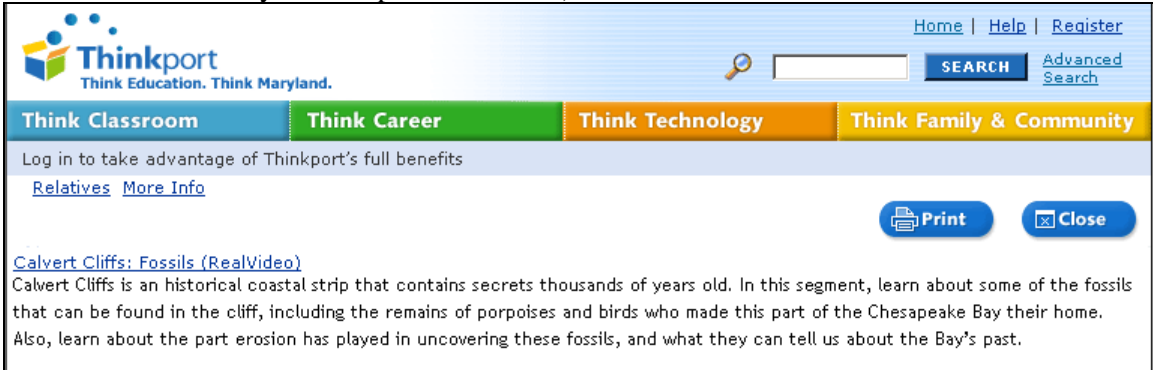 Home | Help | Register
Thinkport
Think Education. Think Maryland.
SEARCH
Advanced
Search
Think Classroom
Think Career
Think Technology
Think Family & Community
Log in to take advantage of Thinkport's full benefits
Relatives More Info
Print
Close
Calvert Cliffs: Fossils (RealVideo)
Calvert Cliffs is an historical coastal strip that contains secrets thousands of years old. In this segment, learn about some of the fossils
that can be found in the cliff, including the remains of porpoises and birds who made this part of the Chesapeake Bay their home.
Also, learn about the part erosion has played in uncovering these fossils, and what they can tell us about the Bay's past.